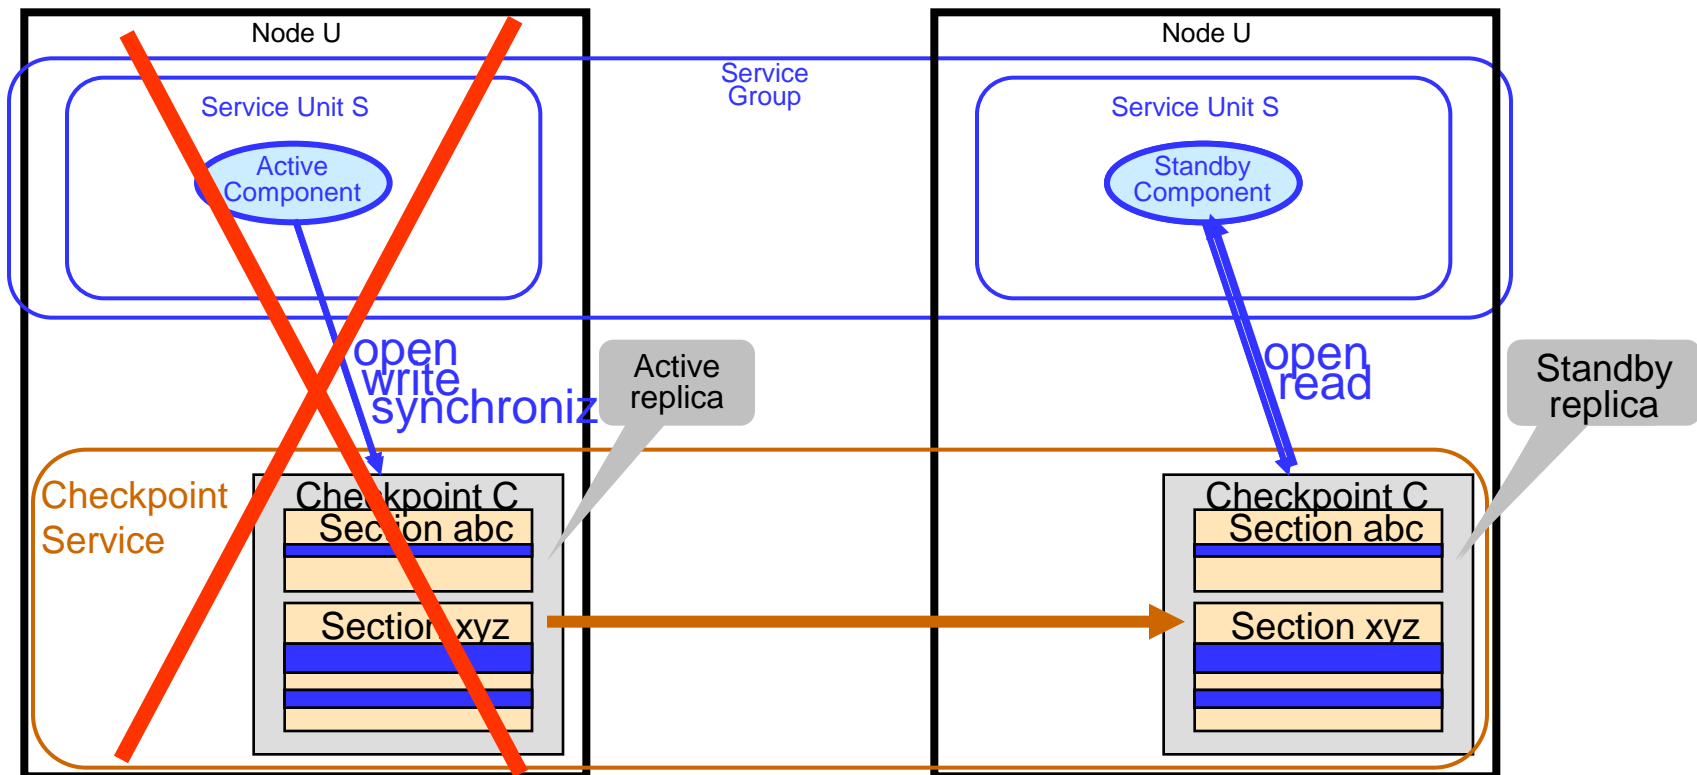 Node U
Service Unit S
Active
Component
open
write
synchroniz
Active
replica
Service
Group
Node U
Service Unit S
Standby
Component
open
read
Standby
replica
Checkpoint
Service
Checkpoint C
Section abc
Section xyz
Checkpoint C
Section abc
Section xyz